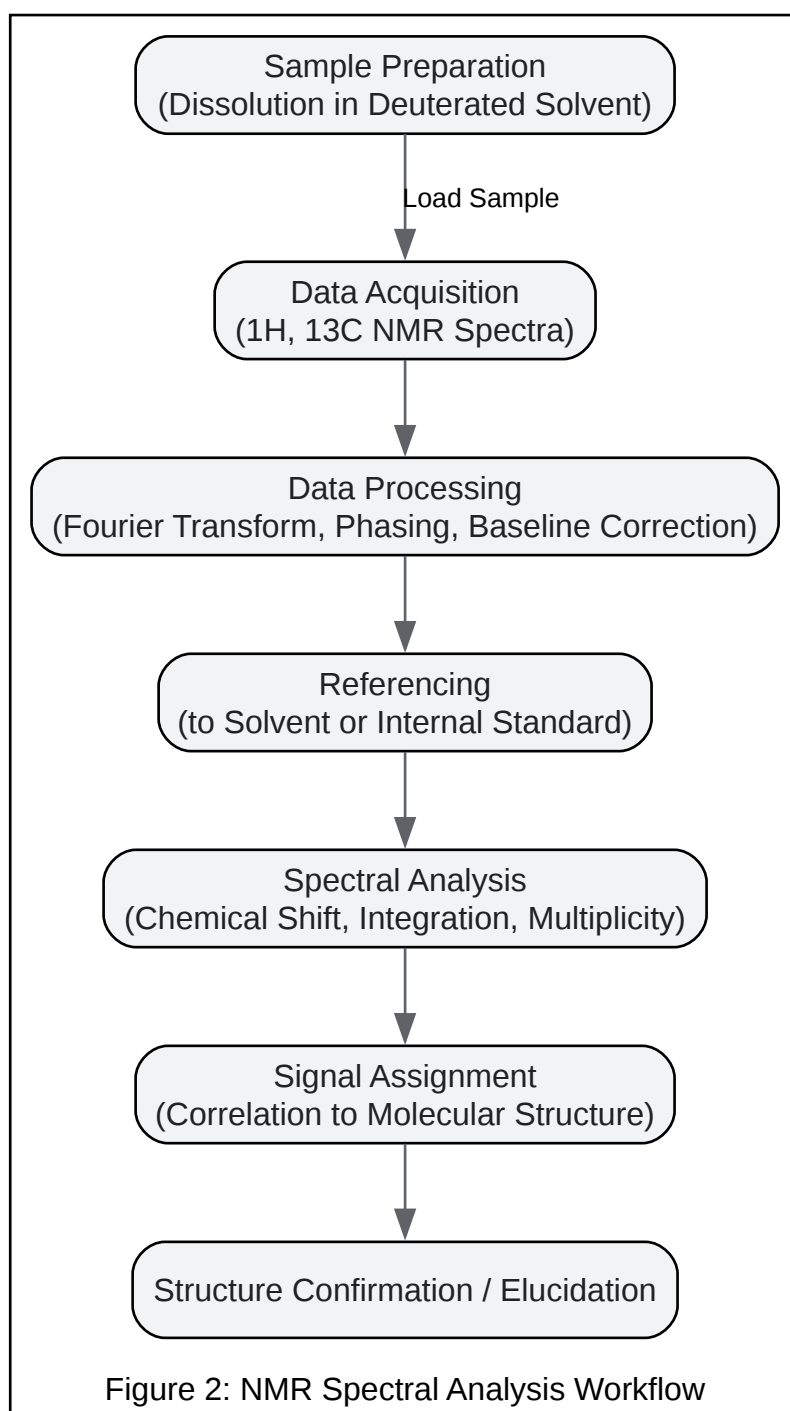 Sample Preparation
(Dissolution in Deuterated Solvent)
Load Sample
Data Acquisition
(1H, 13C NMR Spectra)
Data Processing
(Fourier Transform, Phasing, Baseline Correction)
Referencing
(to Solvent or Internal Standard)
Spectral Analysis
(Chemical Shift, Integration, Multiplicity)
Signal Assignment
(Correlation to Molecular Structure)
Structure Confirmation / Elucidation
Figure 2: NMR Spectral Analysis Workflow